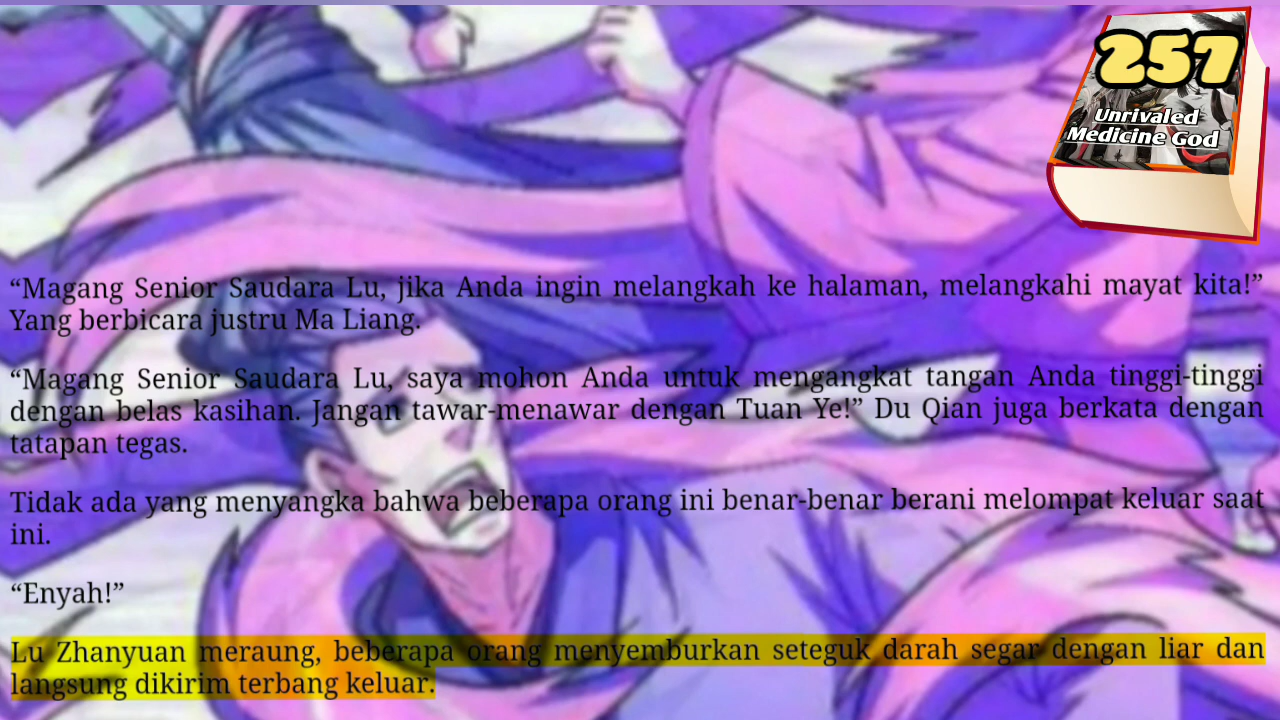 257
Unrivaled
Medicine God
“Magang Senior Saudara Lu, jika Anda ingin melangkah ke halaman, melangkahi mayat kita!”
Yang berbicara justru Ma Liang.
“Magang Senior Saudara Lu, saya mohon Anda untuk mengangkat tangan Anda tinggi-tinggi
dengan belas kasihan. Jangan tawar-menawar dengan Tuan Ye!” Du Qian juga berkata dengan
tatapan tegas.
Tidak ada yang menyangka bahwa beberapa orang ini benar-benar berani melompat keluar saat
ini.
“Enyah!”
Lu Zhanyuan meraung, beberapa orang menyemburkan seteguk darah segar dengan liar dan
langsung dikirim terbang keluar.